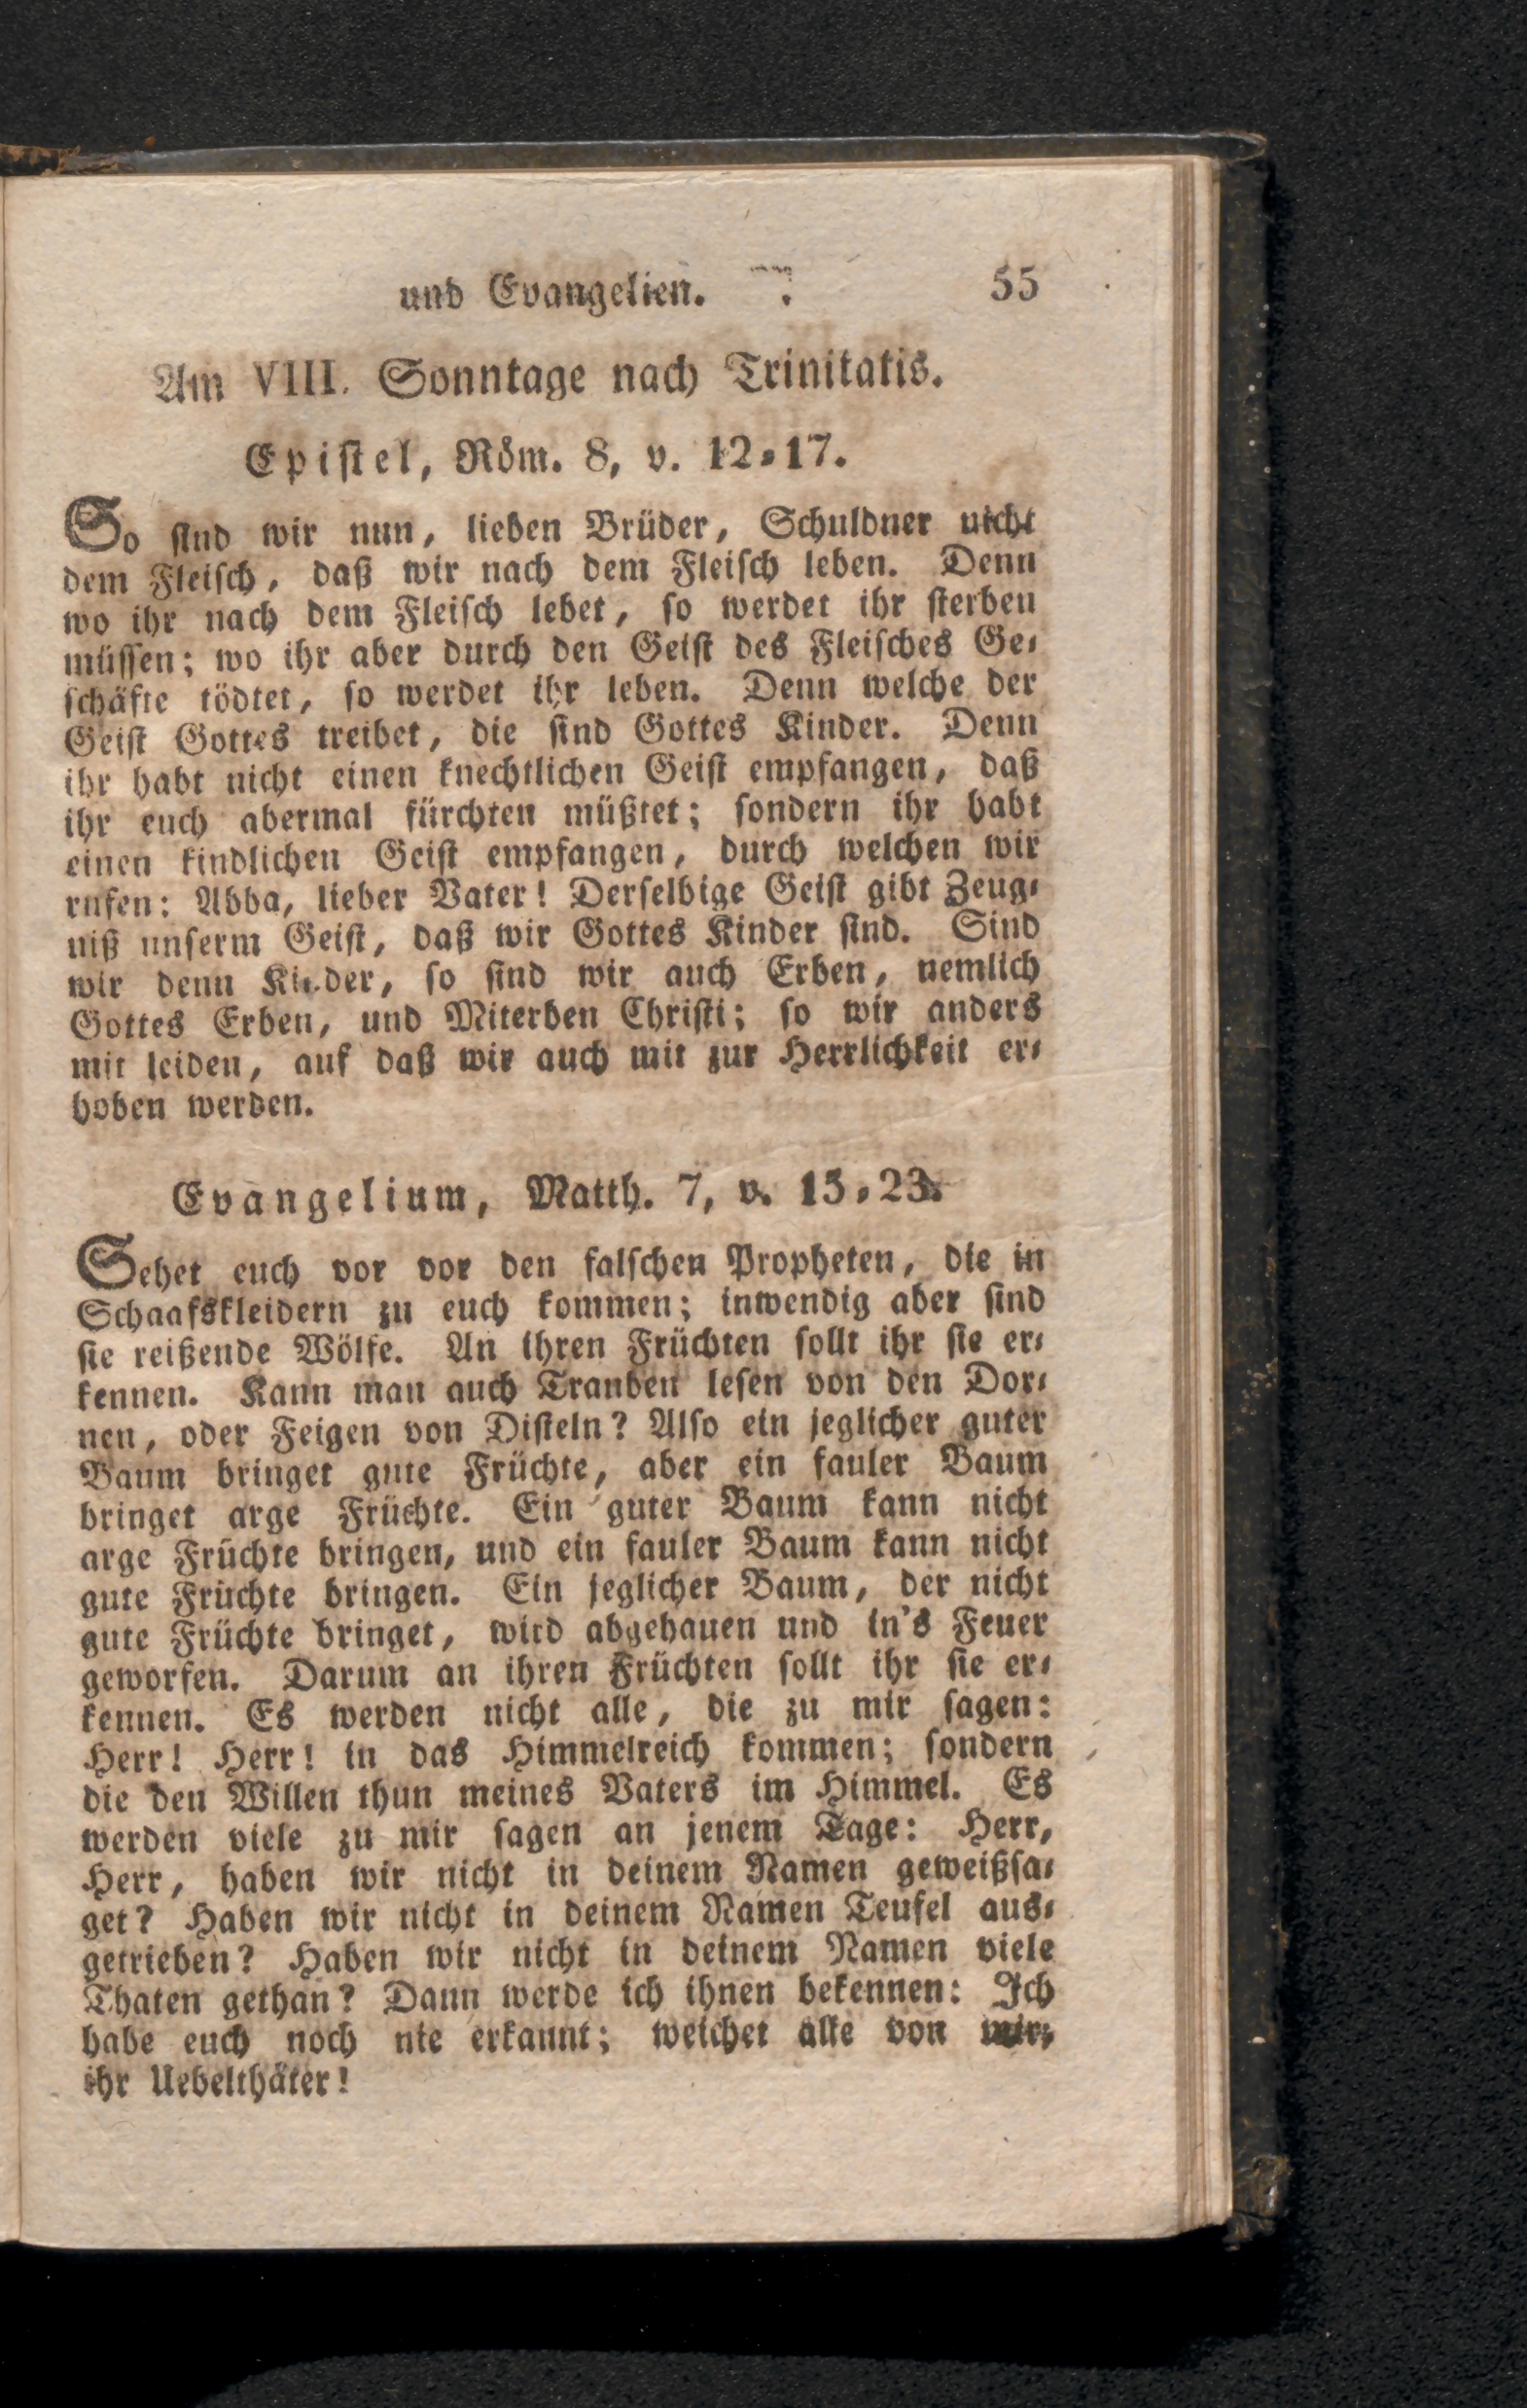 und Evangelien.
55
Am VIII. Sonntage nach Trinitatis.
Epistel, Röm. 8, v. 12-17.
So sind wir nun, lieben Brüder, Schuldner nicht
dem Fleisch, daß wir nach dem Fleisch leben. Denn
wo ihr nach dem Fleisch lebet, so werdet ihr sterben
müssen; wo ihr aber durch den Geist des Fleisches Ge-
schäfte tödtet, so werdet ihr leben. Denn welche der
Geist Gottes treibet, die sind Gottes Kinder. Denn
ihr habt nicht einen knechtlichen Geist empfangen, daß
ihr euch abermal fürchten müßtet; sondern ihr habt
einen kindlichen Geist empfangen, durch welchen wir
rufen: Abba, lieber Vater! Derselbige Geist gibt Zeug-
niß unserm Geist, daß wir Gottes Kinder sind. Sind
wir denn Kinder, so sind wir auch Erben, nemlich
Gottes Erben, und Miterben Christi; so wir anders
mit leiden, auf daß wir auch mit zur Herrlichkeit er-
hoben werden.
Evangelium, Matth. 7, v. 15-23.
Sehet euch vor vor den falschen Propheten, die in
Schaafskleidern zu euch kommen; inwendig aber sind
sie reißende Wölfe. An ihren Früchten sollt ihr sie er-
kennen. Kann man auch Trauben lesen von den Dor-
nen, oder Feigen von Disteln? Also ein jeglicher guter
Baum bringet gute Früchte, aber ein fauler Baum
bringet arge Früchte. Ein guter Baum kann nicht
arge Früchte bringen, und ein fauler Baum kann nicht
gute Früchte bringen. Ein jeglicher Baum, der nicht
gute Früchte bringet, wird abgehauen und in's Feuer
geworfen. Darum an ihren Früchten sollt ihr sie er-
kennen. Es werden nicht alle, die zu mir sagen:
Herr! Herr! in das Himmelreich kommen; sondern
die den Willen thun meines Vaters im Himmel. Es
werden viele zu mir sagen an jenem Tage: Herr,
Herr, haben wir nicht in deinem Namen geweißsa-
get? Haben wir nicht in deinem Namen Teufel aus-
getrieben? Haben wir nicht in deinem Namen viele
Thaten gethan? Dann werde ich ihnen bekennen: Ich
habe euch noch nie erkannt; weichet alle von mir,
ihr Uebelthäter!